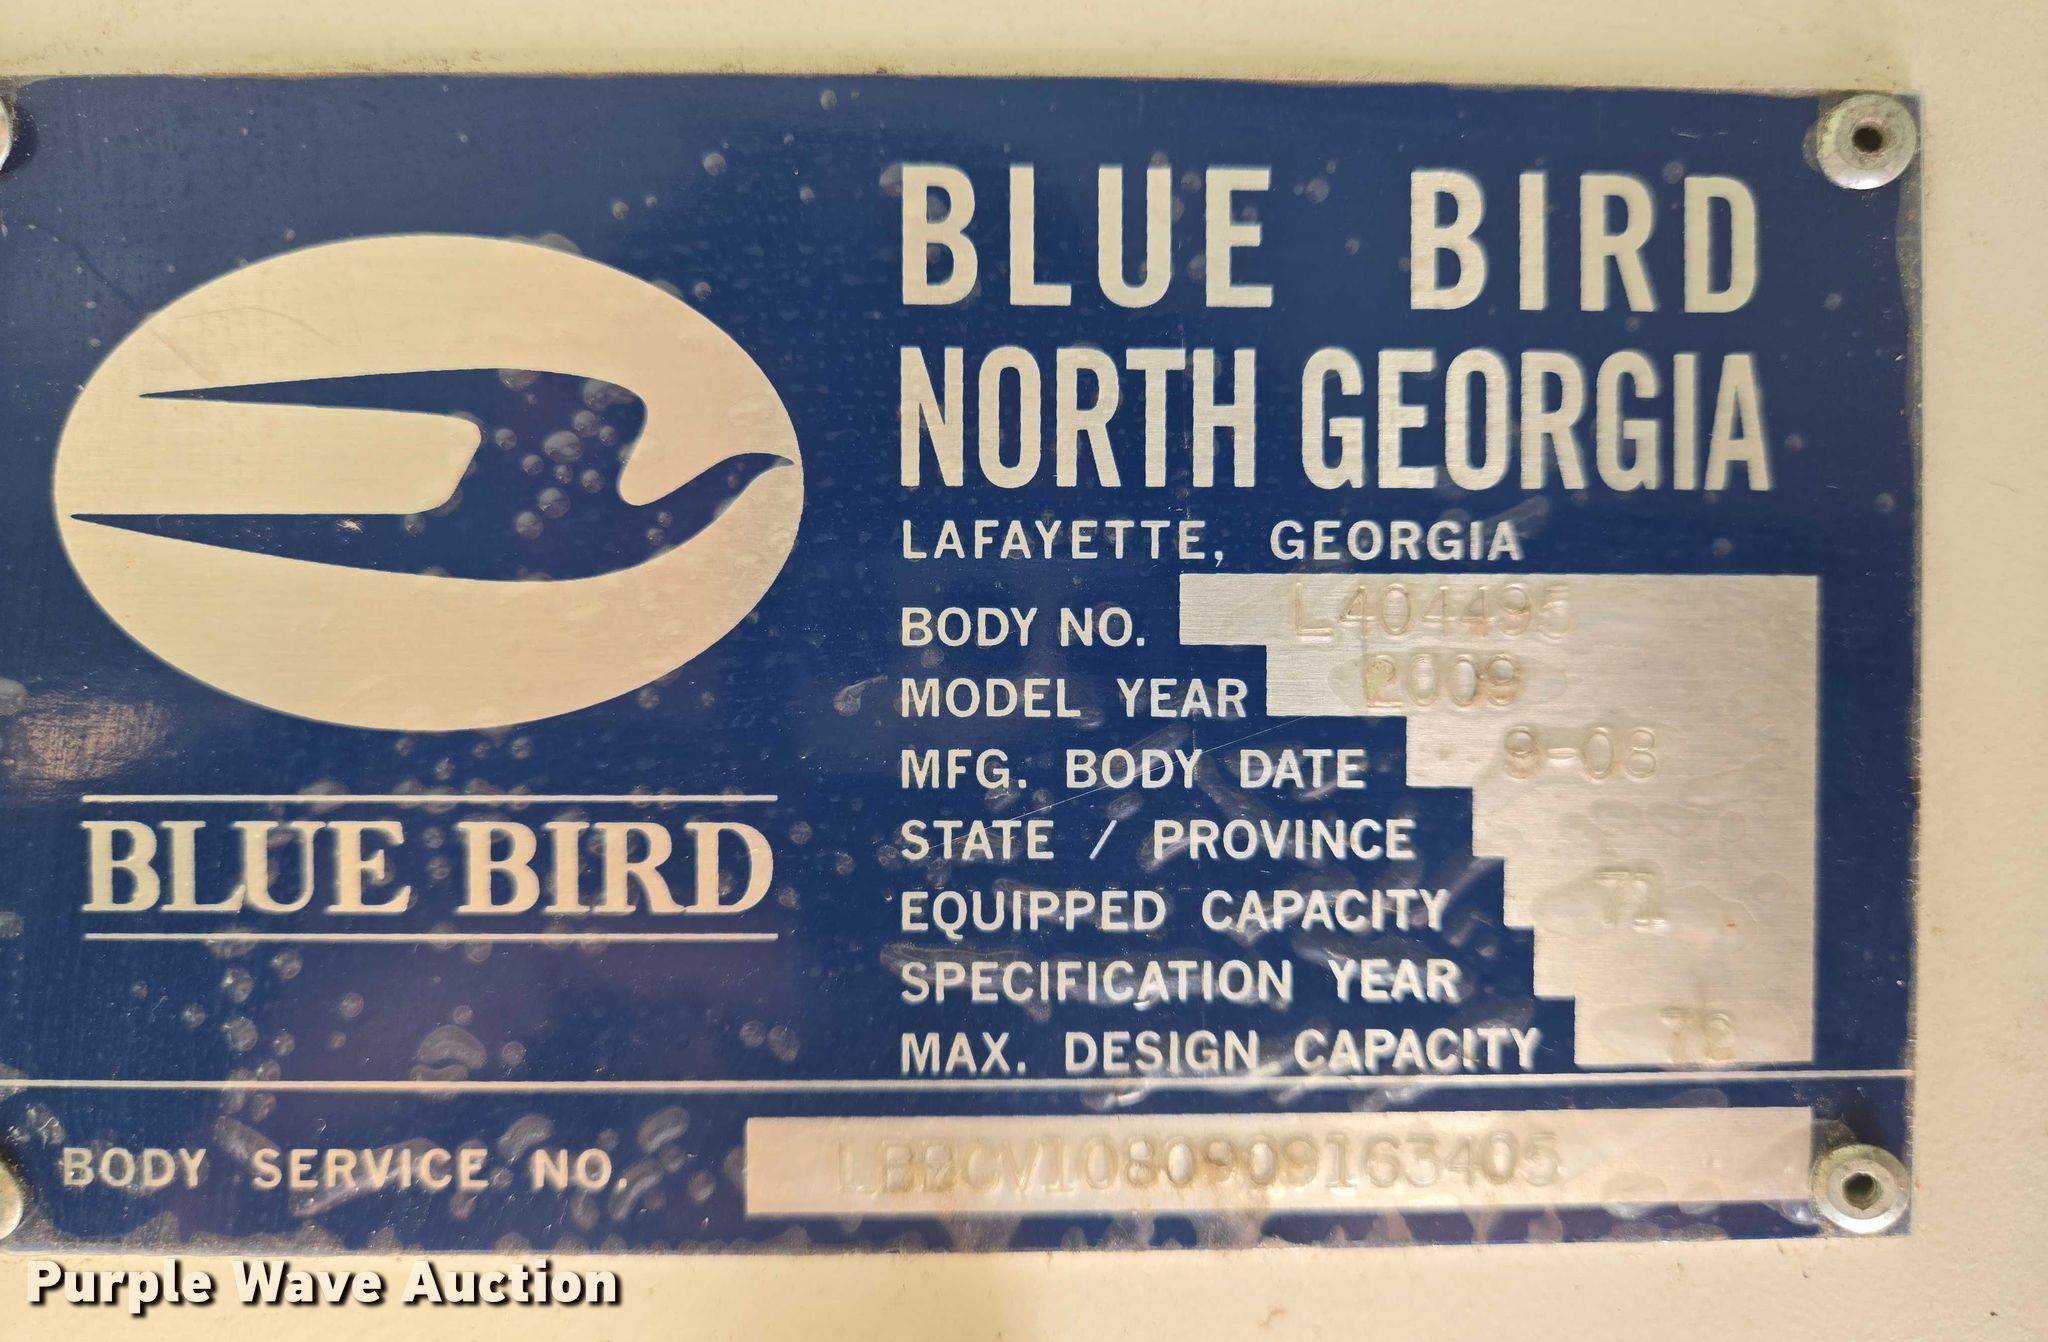 BLUE BIRD
NORTH GEORGIA
LAFAYETTE, GEORGIA
BODY NO. L404495
MODEL YEAR 2009
MFG. BODY DATE 9-08
STATE / PROVINCE
EQUIPPED CAPACITY 71
SPECIFICATION YEAR
MAX. DESIGN CAPACITY
BLUE BIRD
BODY SERVICE NO. LBBCV1080909163405
Purple Wave Auction